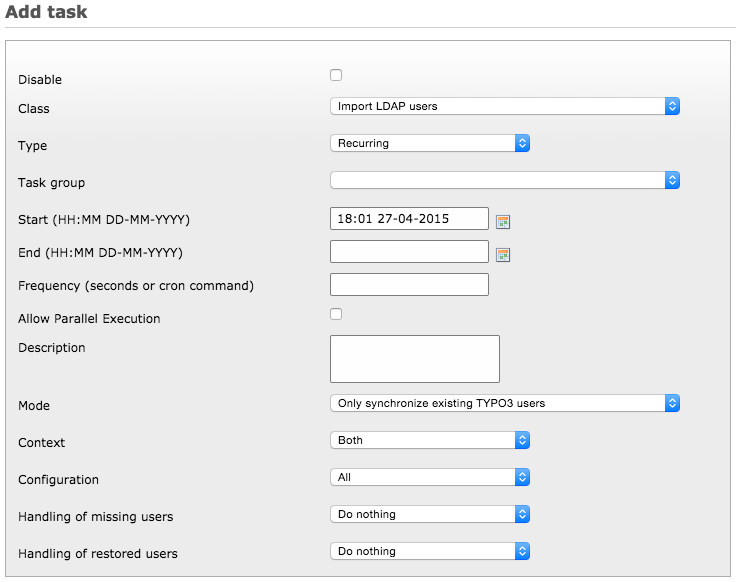 Add task
Disable
Class Import LDAP users
Type Recurring
Task group
Start (HH:MM DD-MM-YYYY) 18:01 27-04-2015
End (HH:MM DD-MM-YYYY)
Frequency (seconds or cron command)
Allow Parallel Execution
Description
Mode Only synchronize existing TYPO3 users
Context Both
Configuration All
Handling of missing users Do nothing
Handling of restored users Do nothing